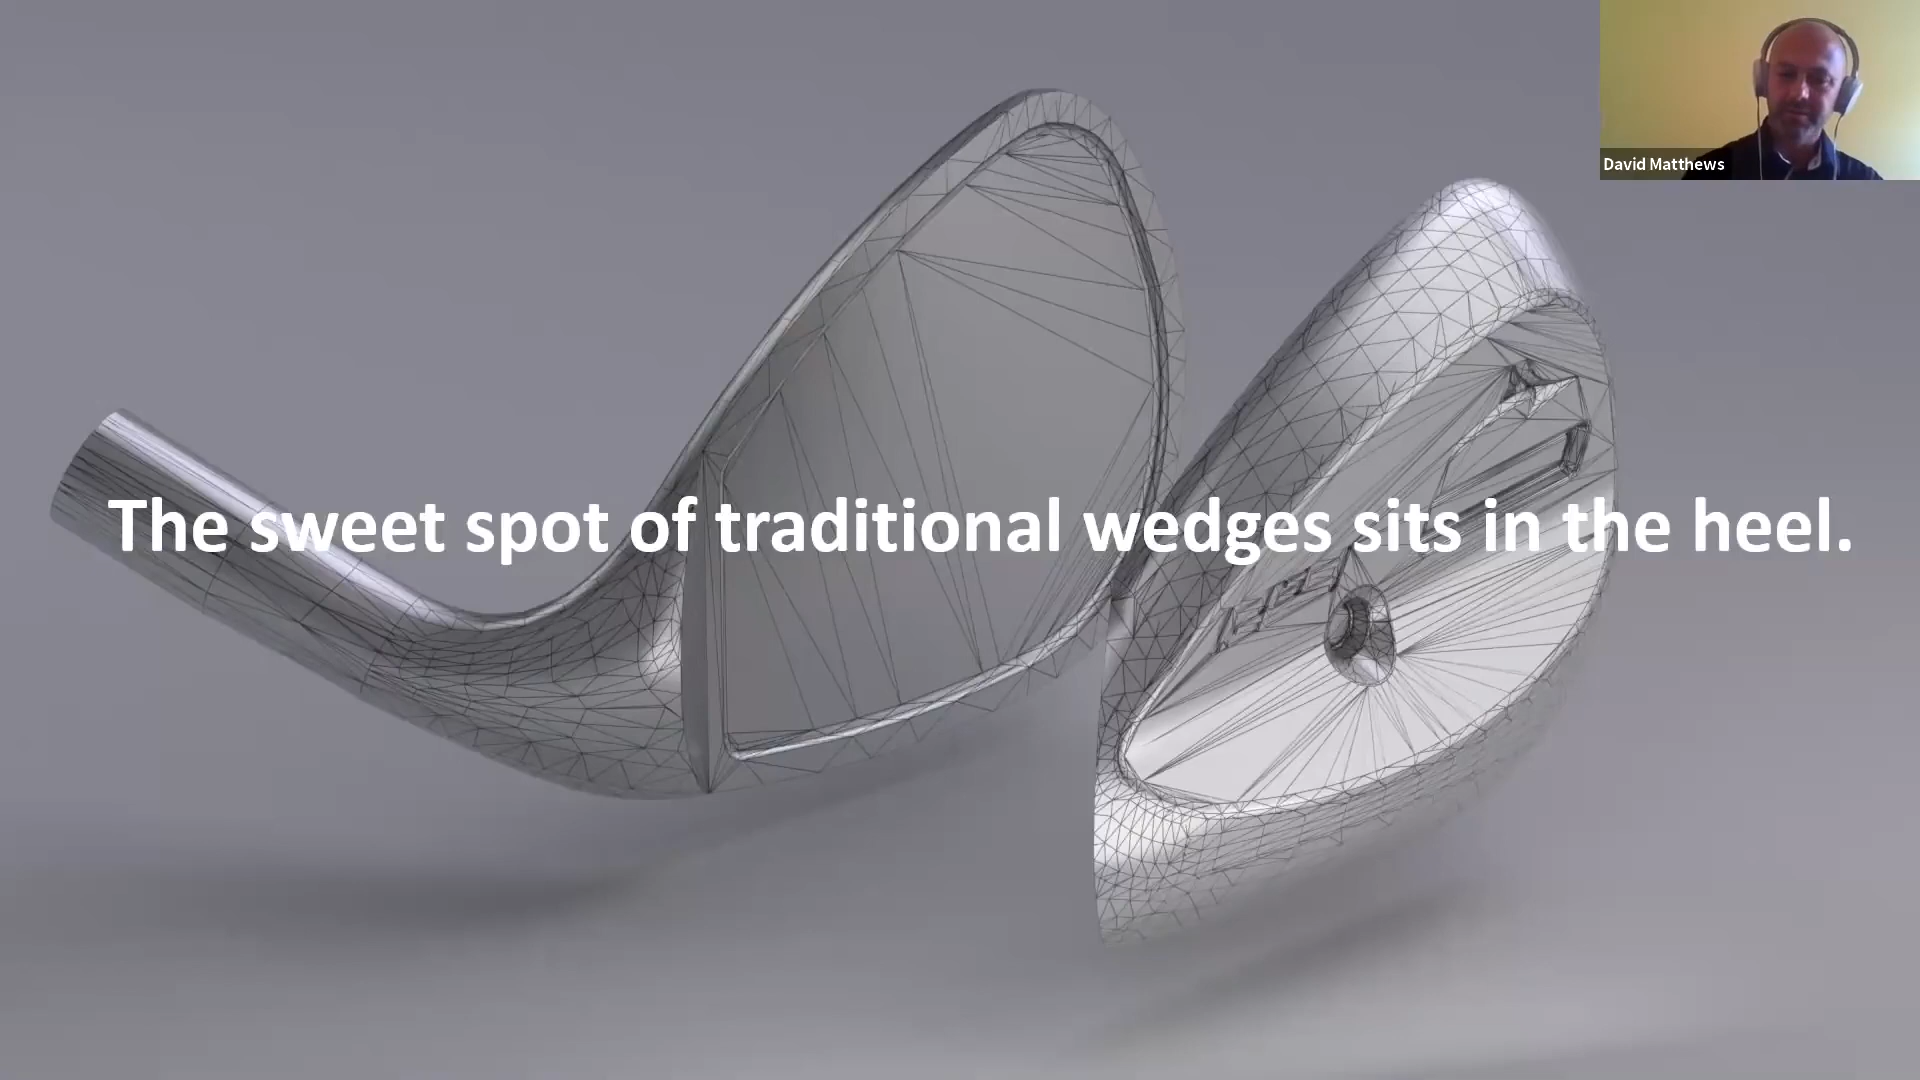 David Matthews
The sweet spot of traditional wedges sits in the heel.